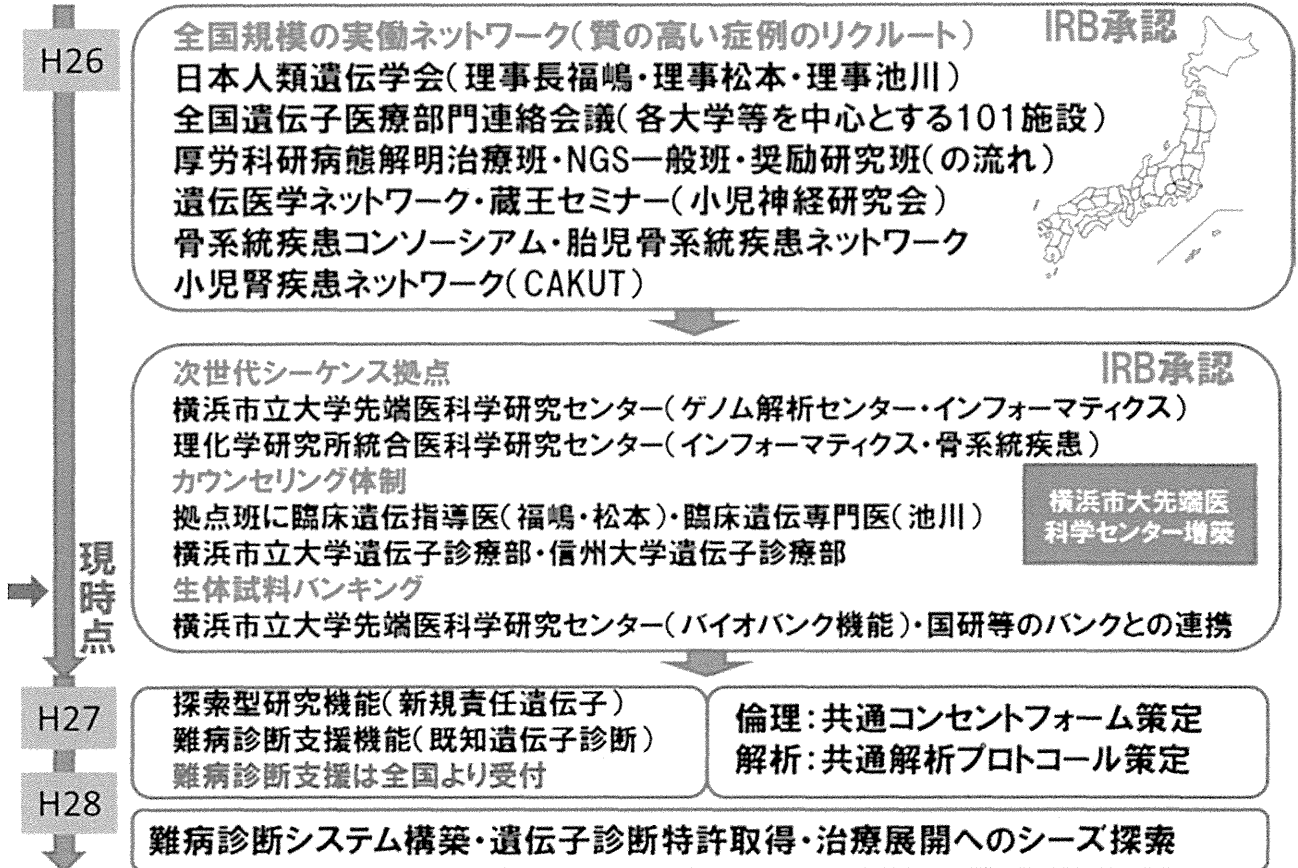 H26
全国規模の実働ネットワーク(質の高い症例のリクルート)
IRB承認
日本人類遺伝学会(理事長福嶋・理事松本・理事池川)
全国遺伝子医療部門連絡会議(各大学等を中心とする101施設)
厚労科研病態解明治療班・NGS一般班・奨励研究班(の流れ)
遺伝医学ネットワーク・蔵王セミナー(小児神経研究会)
骨系統疾患コンソーシアム・胎児骨系統疾患ネットワーク
小児腎疾患ネットワーク(CAKUT)
次世代シーケンス拠点
IRB承認
横浜市立大学先端医科学研究センター(ゲノム解析センター・インフォーマティクス)
理化学研究所統合医科学研究センター(インフォーマティクス・骨系統疾患)
カウンセリング体制
拠点班に臨床遺伝指導医(福嶋・松本)・臨床遺伝専門医(池川)
横浜市立大学遺伝子診療部・信州大学遺伝子診療部
横浜市大先端医
科学センター増築
現時点
生体試料バンキング
横浜市立大学先端医科学研究センター(バイオバンク機能)・国研等のバンクとの連携
H27
探索型研究機能(新規責任遺伝子)
難病診断支援機能(既知遺伝子診断)
難病診断支援は全国より受付
倫理:共通コンセントフォーム策定
解析:共通解析プロトコール策定
H28
難病診断システム構築・遺伝子診断特許取得・治療展開へのシーズ探索